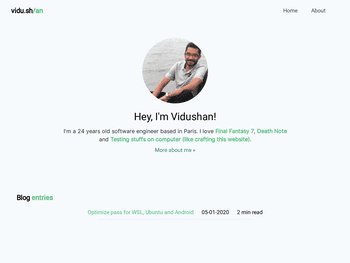 vidu.sh/an Home About
Hey, I'm Vidushan!
I'm a 24 years old software engineer based in Paris. I love Final Fantasy 7, Death Note
and Testing stuffs on computer (like crafting this website).
More about me »
Blog entries
Optimize pass for WSL, Ubuntu and Android 05-01-2020 2 min read